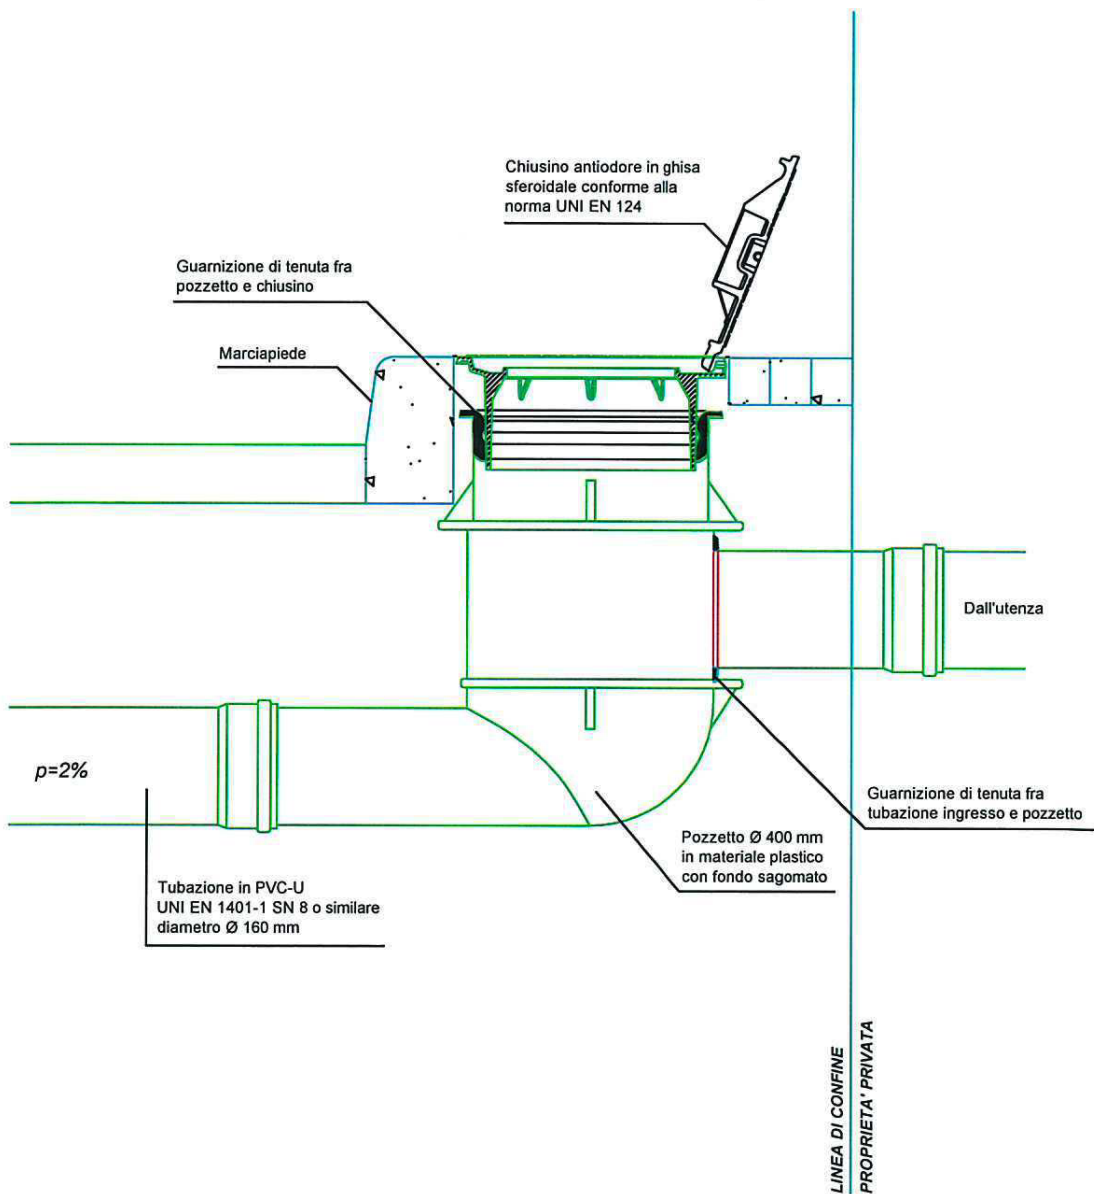 Chiusino antiodore in ghisa
sferoidale conforme alla
norma UNI EN 124
Guarnizione di tenuta fra
pozzetto e chiusino
Marciapiede
Dall'utenza
p=2%
Guarnizione di tenuta fra
tubazione ingresso e pozzetto
Pozzetto Ø 400 mm
in materiale plastico
con fondo sagomato
Tubazione in PVC-U
UNI EN 1401-1 SN 8 o similare
diametro Ø 160 mm
LINEA DI CONFINE
PROPRIETA' PRIVATA